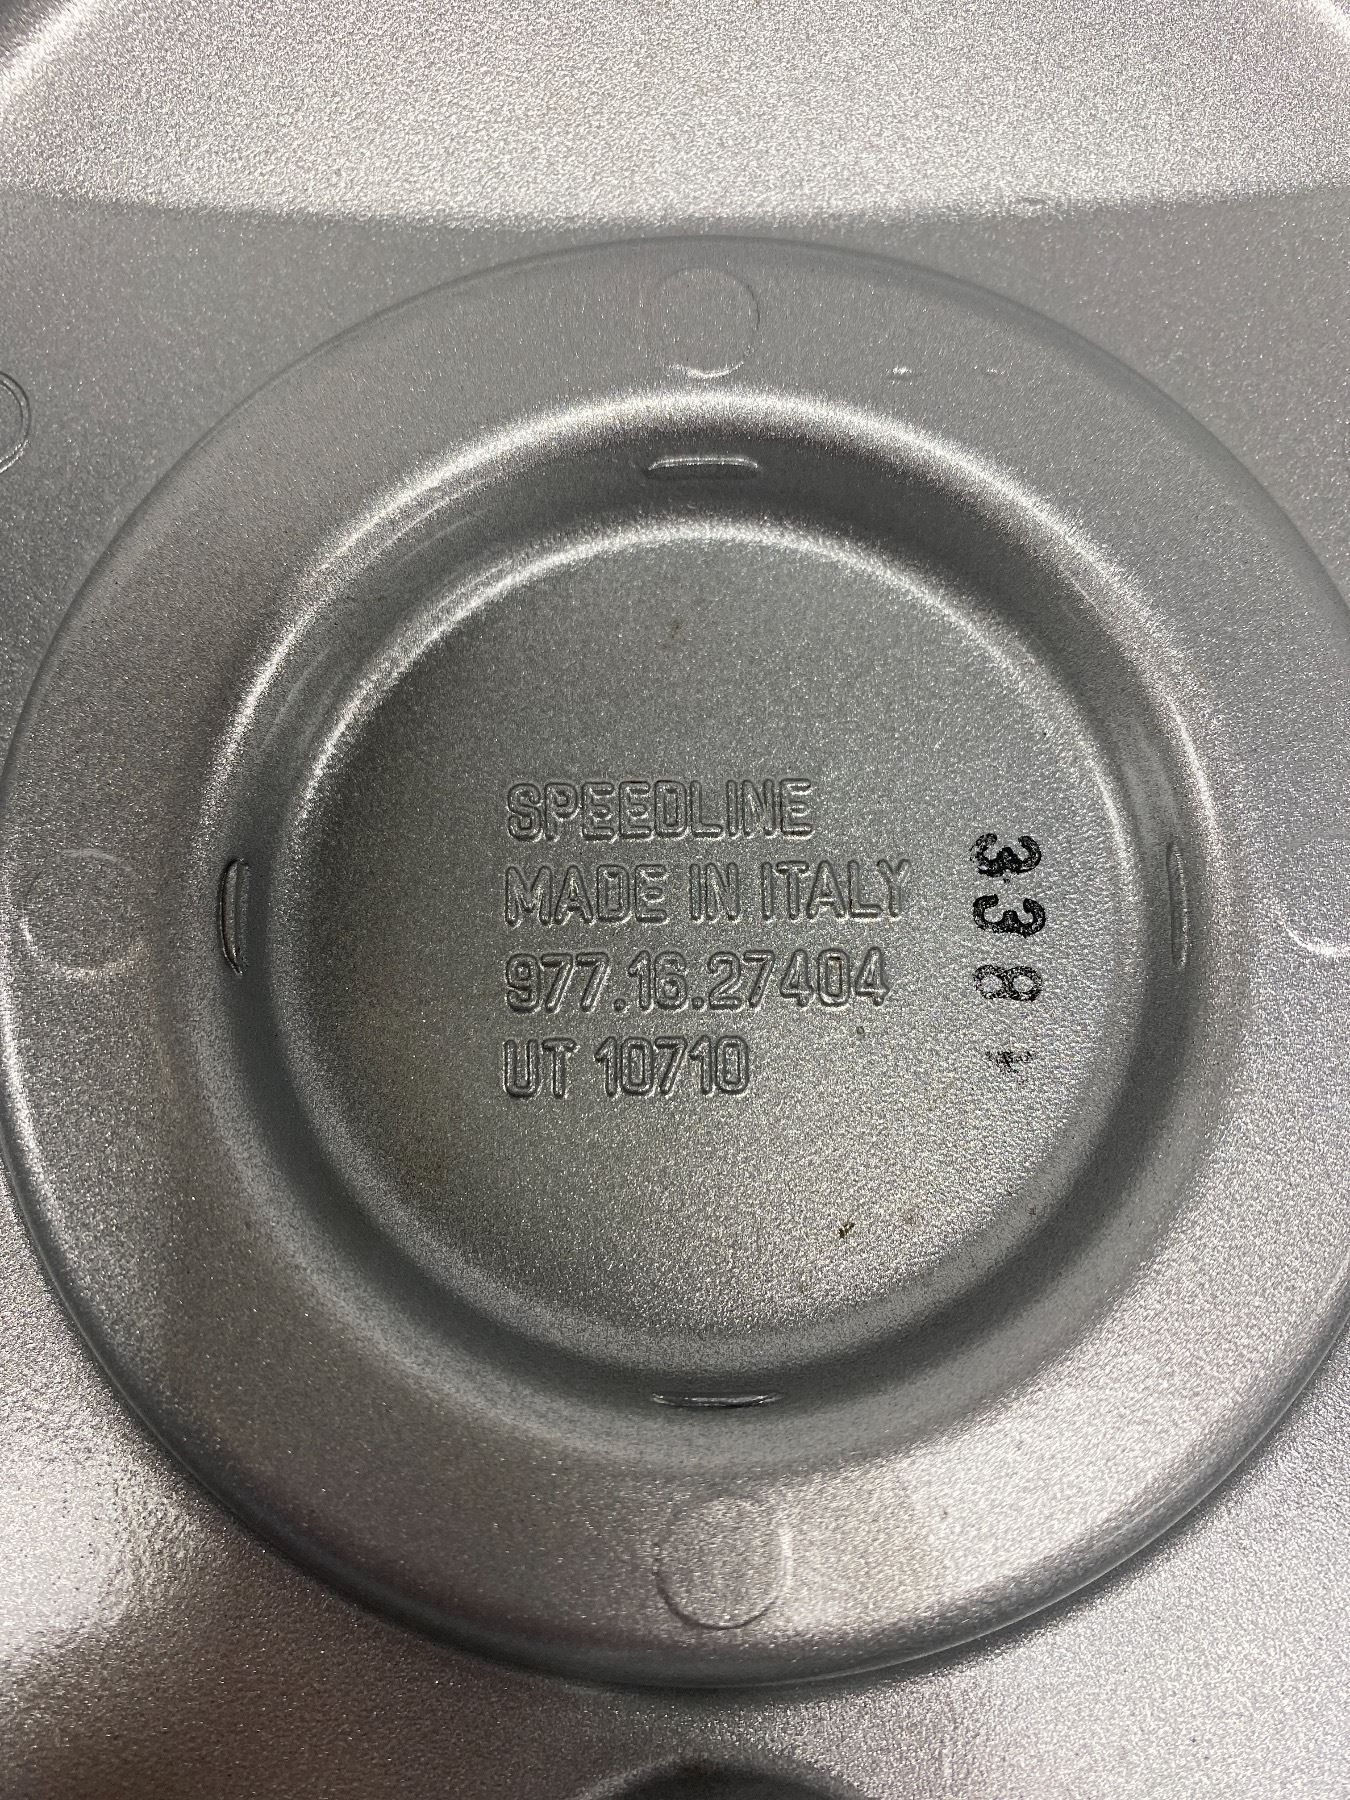 SPEEDLINE
MADE IN ITALY
977.16.27404
UT 10710
338